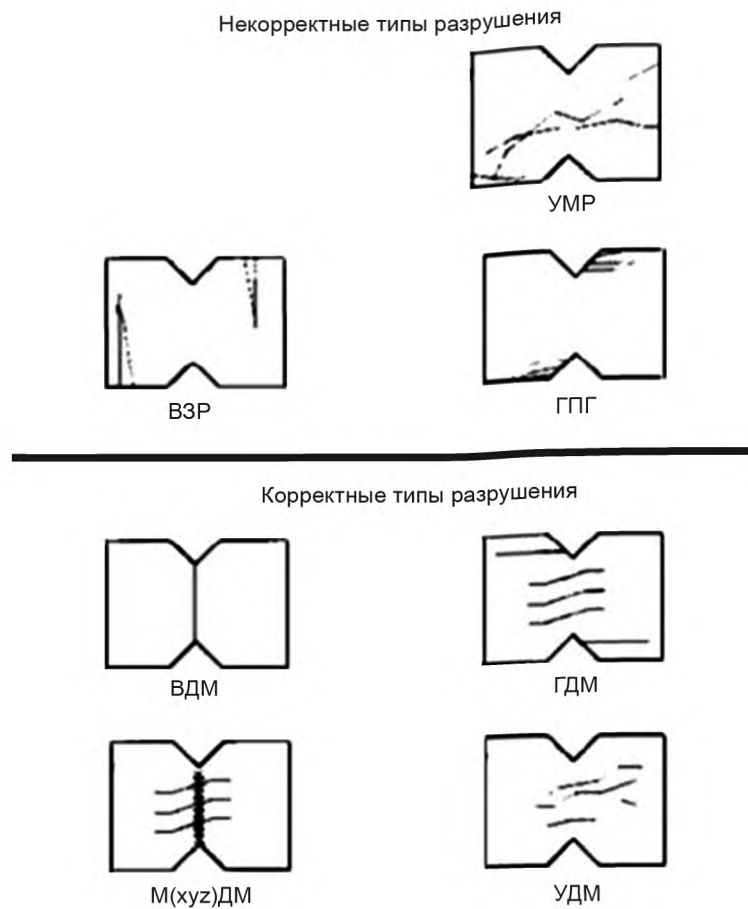 Некорректные типы разрушения
УМР
ВЗР
ГПГ
Корректные типы разрушения
ВДМ
ГДМ
М(xyz)ДМ
УДМ